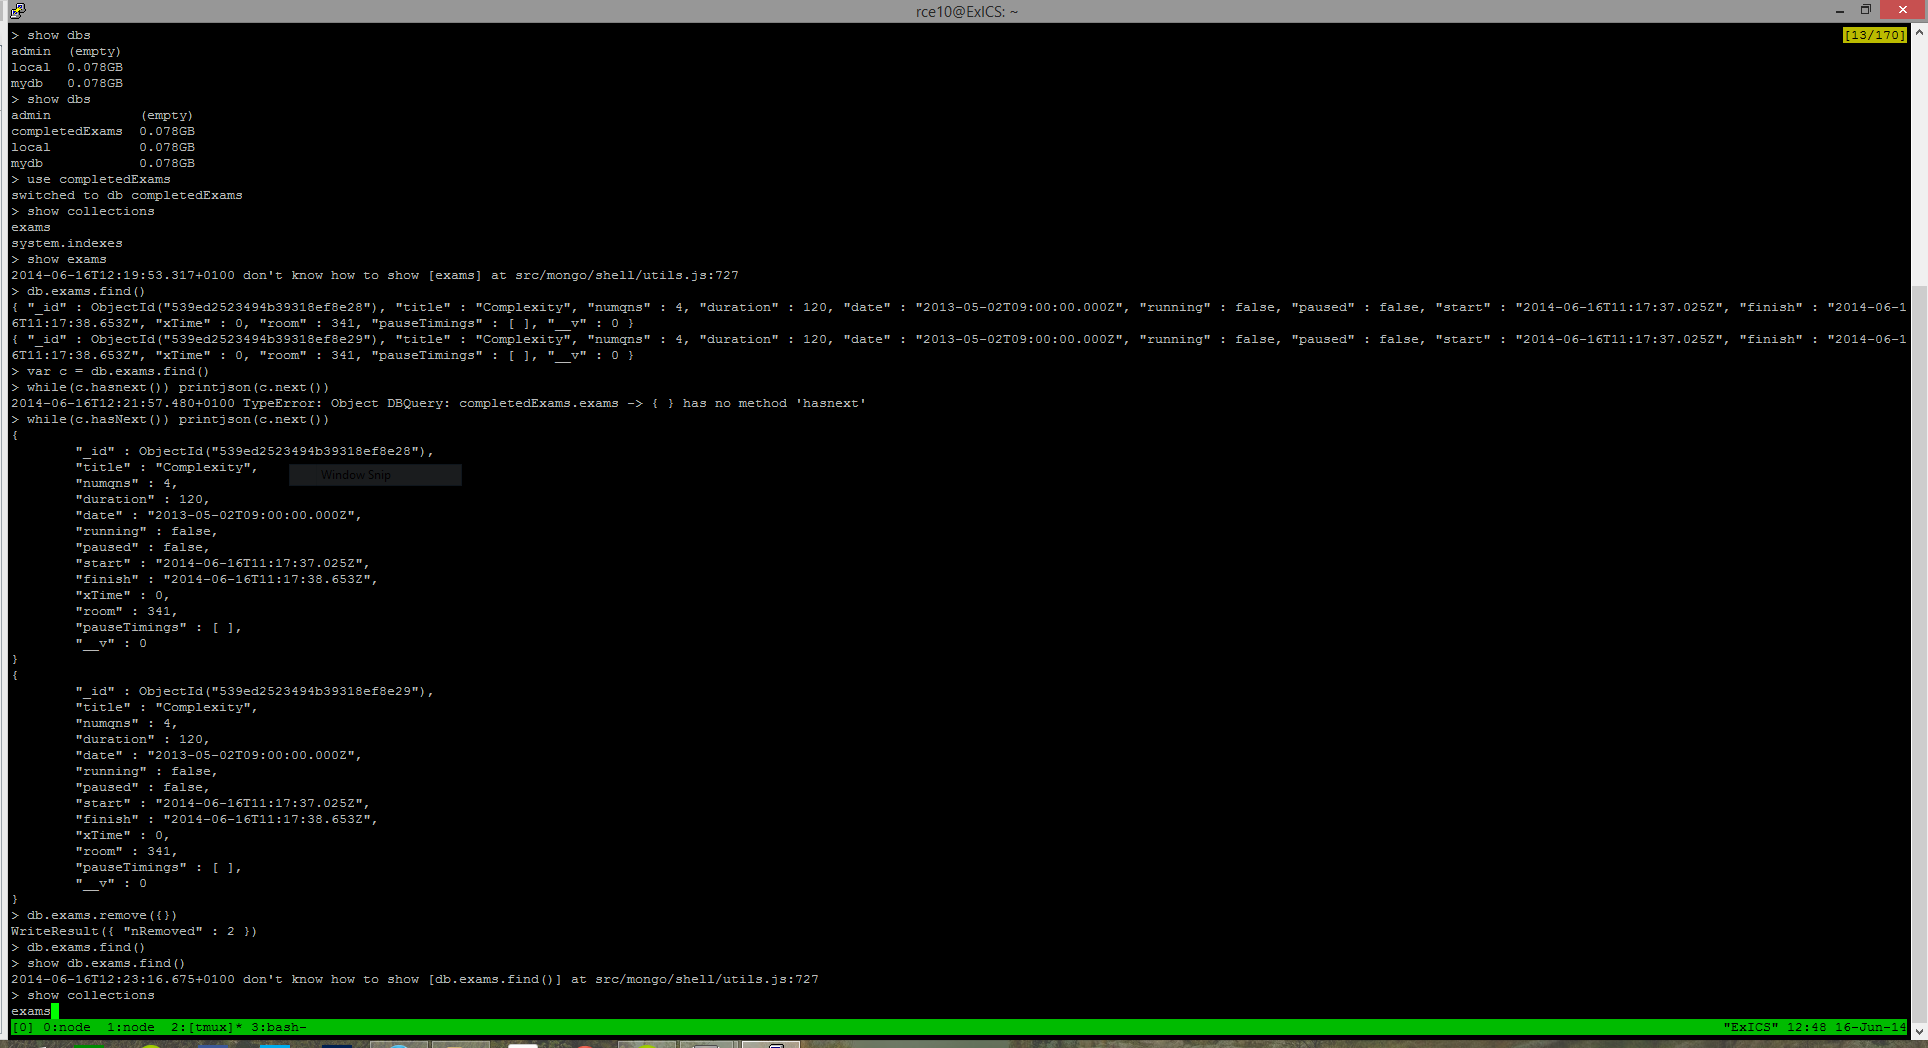 rce10@ExICS: ~
> show dbs
[13/170]
admin  (empty)
local  0.078GB
mydb   0.078GB
> show dbs
admin           (empty)
completedExams  0.078GB
local           0.078GB
mydb            0.078GB
> use completedExams
switched to db completedExams
> show collections
exams
system.indexes
> show exams
2014-06-16T12:19:53.317+0100 don't know how to show [exams] at src/mongo/shell/utils.js:727
> db.exams.find()
{ "_id" : ObjectId("539ed2523494b39318ef8e28"), "title" : "Complexity", "numqns" : 4, "duration" : 120, "date" : "2013-05-02T09:00:00.000Z", "running" : false, "paused" : false, "start" : "2014-06-16T11:17:37.025Z", "finish" : "2014-06-1
6T11:17:38.653Z", "xTime" : 0, "room" : 341, "pauseTimings" : [ ], "__v" : 0 }
{ "_id" : ObjectId("539ed2523494b39318ef8e29"), "title" : "Complexity", "numqns" : 4, "duration" : 120, "date" : "2013-05-02T09:00:00.000Z", "running" : false, "paused" : false, "start" : "2014-06-16T11:17:37.025Z", "finish" : "2014-06-1
6T11:17:38.653Z", "xTime" : 0, "room" : 341, "pauseTimings" : [ ], "__v" : 0 }
> var c = db.exams.find()
> while(c.hasnext()) printjson(c.next())
2014-06-16T12:21:57.480+0100 TypeError: Object DBQuery: completedExams.exams -> { } has no method 'hasnext'
> while(c.hasNext()) printjson(c.next())
{
"_id" : ObjectId("539ed2523494b39318ef8e28"),
"title" : "Complexity",
Window Snip
"numqns" : 4,
"duration" : 120,
"date" : "2013-05-02T09:00:00.000Z",
"running" : false,
"paused" : false,
"start" : "2014-06-16T11:17:37.025Z",
"finish" : "2014-06-16T11:17:38.653Z",
"xTime" : 0,
"room" : 341,
"pauseTimings" : [ ],
"__v" : 0
}
{
"_id" : ObjectId("539ed2523494b39318ef8e29"),
"title" : "Complexity",
"numqns" : 4,
"duration" : 120,
"date" : "2013-05-02T09:00:00.000Z",
"running" : false,
"paused" : false,
"start" : "2014-06-16T11:17:37.025Z",
"finish" : "2014-06-16T11:17:38.653Z",
"xTime" : 0,
"room" : 341,
"pauseTimings" : [ ],
"__v" : 0
}
> db.exams.remove({})
WriteResult({ "nRemoved" : 2 })
> db.exams.find()
> show db.exams.find()
2014-06-16T12:23:16.675+0100 don't know how to show [db.exams.find()] at src/mongo/shell/utils.js:727
> show collections
exams
[0] 0:node  1:node  2:[tmux]* 3:bash-
"ExICS" 12:48 16-Jun-14